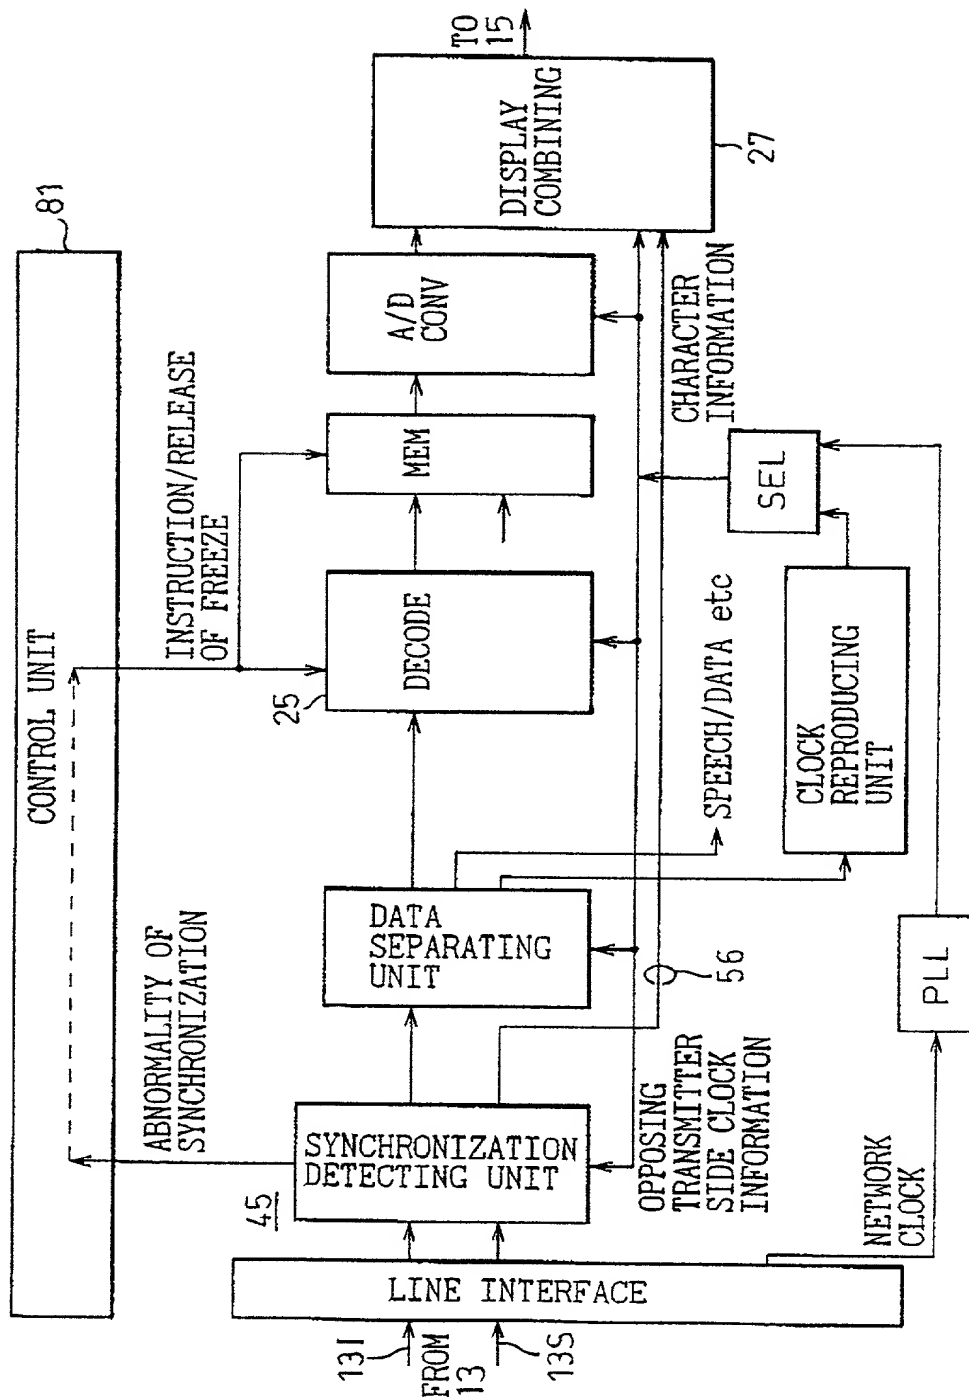 CONTROL UNIT
81
ABNORMALITY OF
SYNCHRONIZATION
INSTRUCTION/RELEASE
OF FREEZE
13I
FROM
13
13S
LINE INTERFACE
45
SYNCHRONIZATION
DETECTING UNIT
DATA
SEPARATING
UNIT
25
DECODE
MEM
A/D
CONV
DISPLAY
COMBINING
27
TO
15
OPPOSING
TRANSMITTER
SIDE CLOCK
INFORMATION
56
SPEECH/DATA etc
CHARACTER
INFORMATION
NETWORK
CLOCK
PLL
CLOCK
REPRODUCING
UNIT
SEL